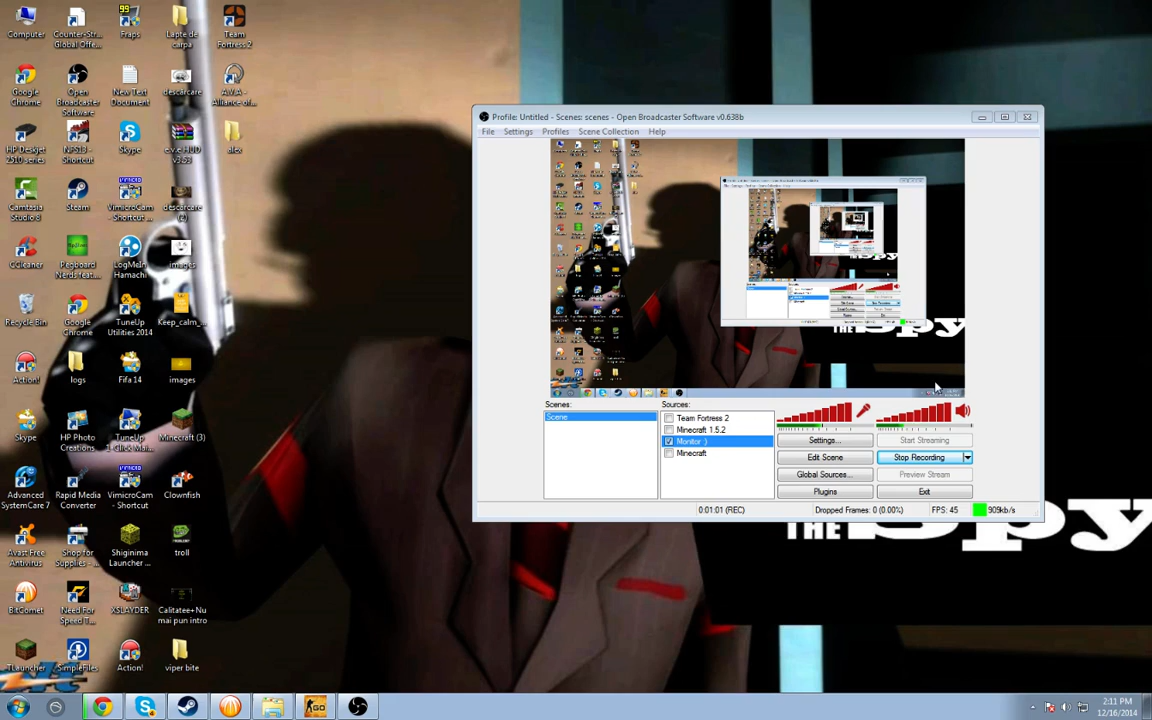 Computer
Counter-Str...
Global Offe...
Fraps
Lapte de
carpa
Team
Fortress 2
Google
Chrome
Open
Broadcaster
Software
New Text
Document
descarcare
A.V.A -
Alliance of...
HP Deskjet
2510 series
NFS13 -
Shortcut
Skype
e.v.e HUD
v3.53
alex
Camtasia
Studio 8
Steam
VimicroCam
- Shortcut ...
descarcare
(2)
CCleaner
Pegboard
Nerds feat...
LogMeIn
Hamachi
images
Recycle Bin
Google
Chrome
TuneUp
Utilities 2014
Keep_calm_...
Action!
logs
Fifa 14
images
Skype
HP Photo
Creations
TuneUp
1-Click Mai...
Minecraft (3)
Advanced
SystemCare 7
Rapid Media
Converter
VimicroCam
- Shortcut
Clownfish
Avast Free
Antivirus
Shop for
Supplies - ...
Shiginima
Launcher ...
troll
BitComet
Need For
Speed T...
XSLAYDER
Calitatee+Nu
mai pun intro
TLauncher
SimpleFiles
Action!
viper bite
Profile: Untitled - Scenes: scenes - Open Broadcaster Software v0.638b
File Settings Profiles Scene Collection Help
Scenes:
Scene
Sources:
Team Fortress 2
Minecraft 1.5.2
Monitor :)
Minecraft
Settings...
Start Streaming
Edit Scene
Stop Recording
Global Sources...
Preview Stream
Plugins
Exit
0:01:01 (REC)
Dropped Frames: 0 (0.00%)
FPS: 45
909kb/s
THE Spy
2:11 PM
12/16/2014